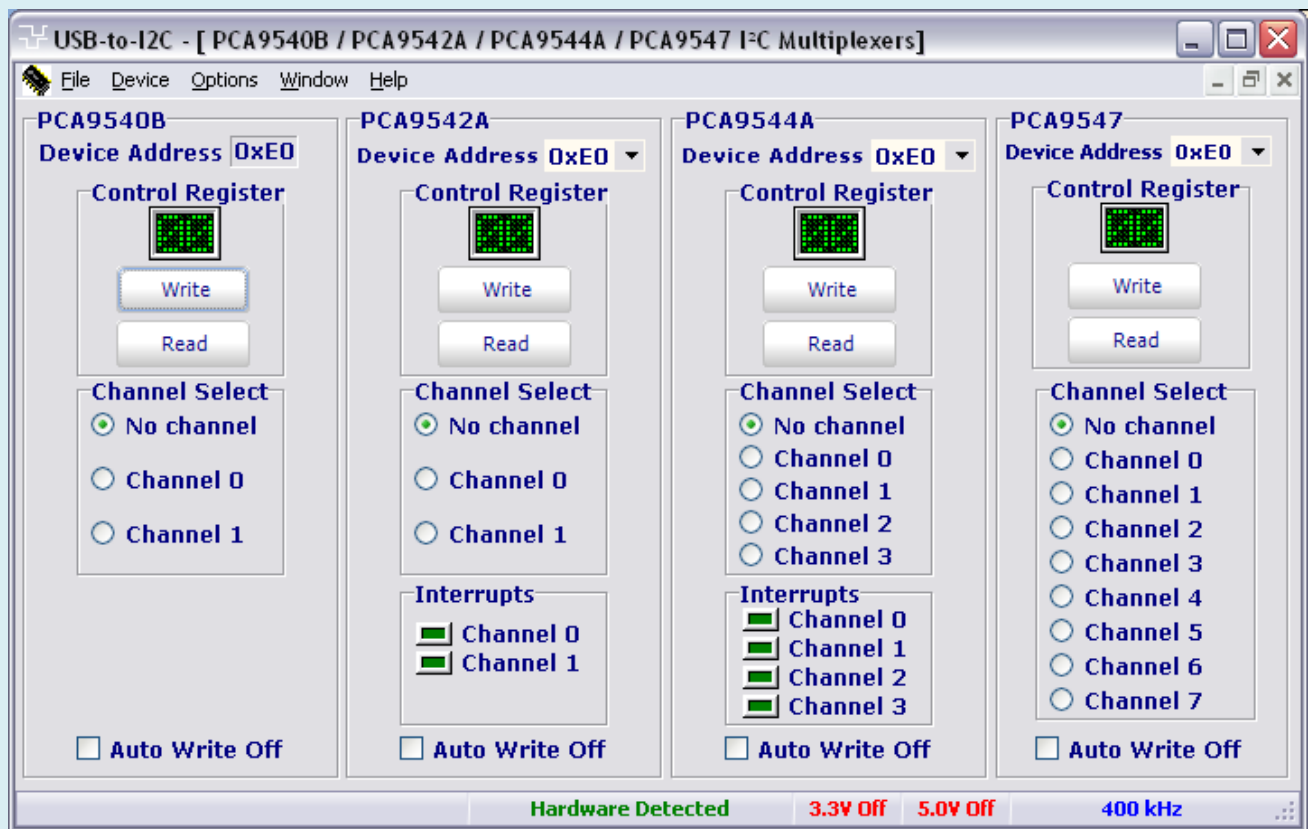 USB-to-I2C - [ PCA9540B / PCA9542A / PCA9544A / PCA9547 I²C Multiplexers]
File Device Options Window Help
PCA9540B
Device Address 0xE0
Control Register
00
Write
Read
Channel Select
No channel
Channel 0
Channel 1
Auto Write Off
PCA9542A
Device Address 0xE0
Control Register
00
Write
Read
Channel Select
No channel
Channel 0
Channel 1
Interrupts
Channel 0
Channel 1
Auto Write Off
PCA9544A
Device Address 0xE0
Control Register
00
Write
Read
Channel Select
No channel
Channel 0
Channel 1
Channel 2
Channel 3
Interrupts
Channel 0
Channel 1
Channel 2
Channel 3
Auto Write Off
PCA9547
Device Address 0xE0
Control Register
00
Write
Read
Channel Select
No channel
Channel 0
Channel 1
Channel 2
Channel 3
Channel 4
Channel 5
Channel 6
Channel 7
Auto Write Off
Hardware Detected 3.3V Off 5.0V Off 400 kHz